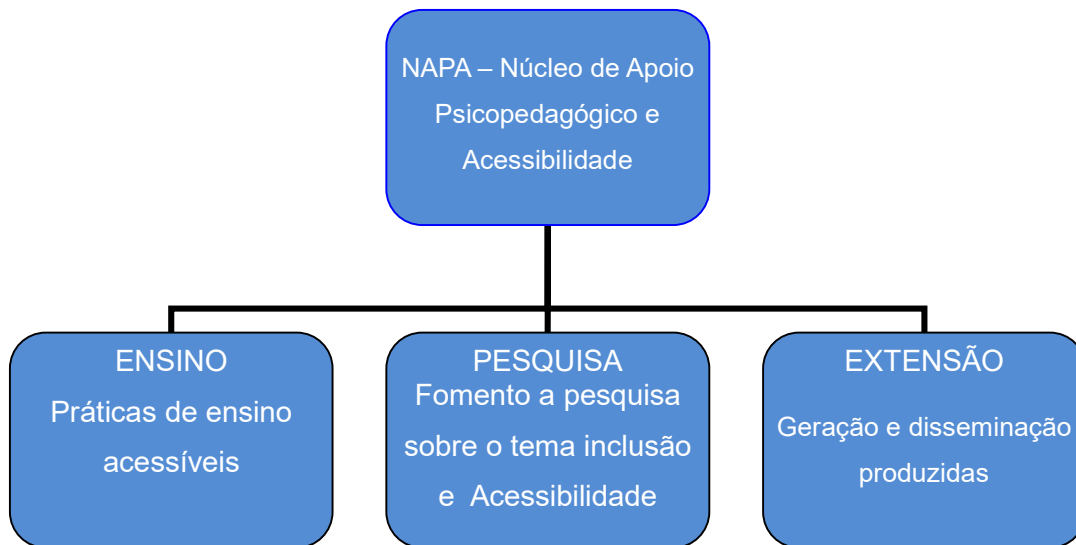 NAPA – Núcleo de Apoio
Psicopedagógico e
Acessibilidade
ENSINO
Práticas de ensino
acessíveis
PESQUISA
Fomento a pesquisa
sobre o tema inclusão
e Acessibilidade
EXTENSÃO
Geração e disseminação
produzidas